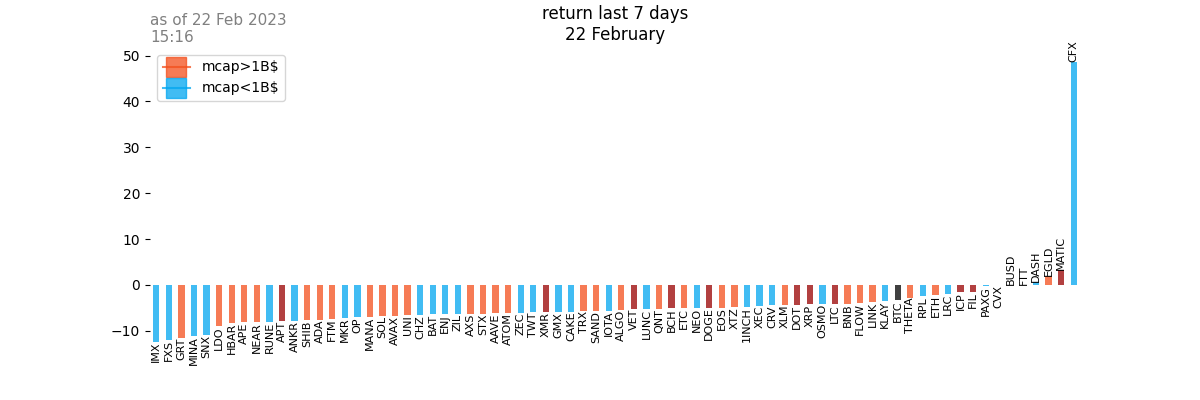 as of 22 Feb 2023
15:16
return last 7 days
22 February
mcap>1B$
mcap<1B$
50
40
30
20
10
0
−10
IMX
FXS
GRT
MINA
SNX
LDO
HBAR
APE
NEAR
RUNE
APT
ANKR
SHIB
ADA
FTM
MKR
OP
MANA
SOL
AVAX
UNI
CHZ
BAT
ENJ
ZIL
AXS
STX
AAVE
ATOM
ZEC
TWT
XMR
GMX
CAKE
TRX
SAND
IOTA
ALGO
VET
LUNC
QNT
BCH
ETC
NEO
DOGE
EOS
XTZ
1INCH
XEC
CRV
XLM
DOT
XRP
OSMO
LTC
BNB
FLOW
LINK
KLAY
BTC
THETA
RPL
ETH
LRC
ICP
FIL
PAXG
CVX
BUSD
FTT
DASH
EGLD
MATIC
CFX